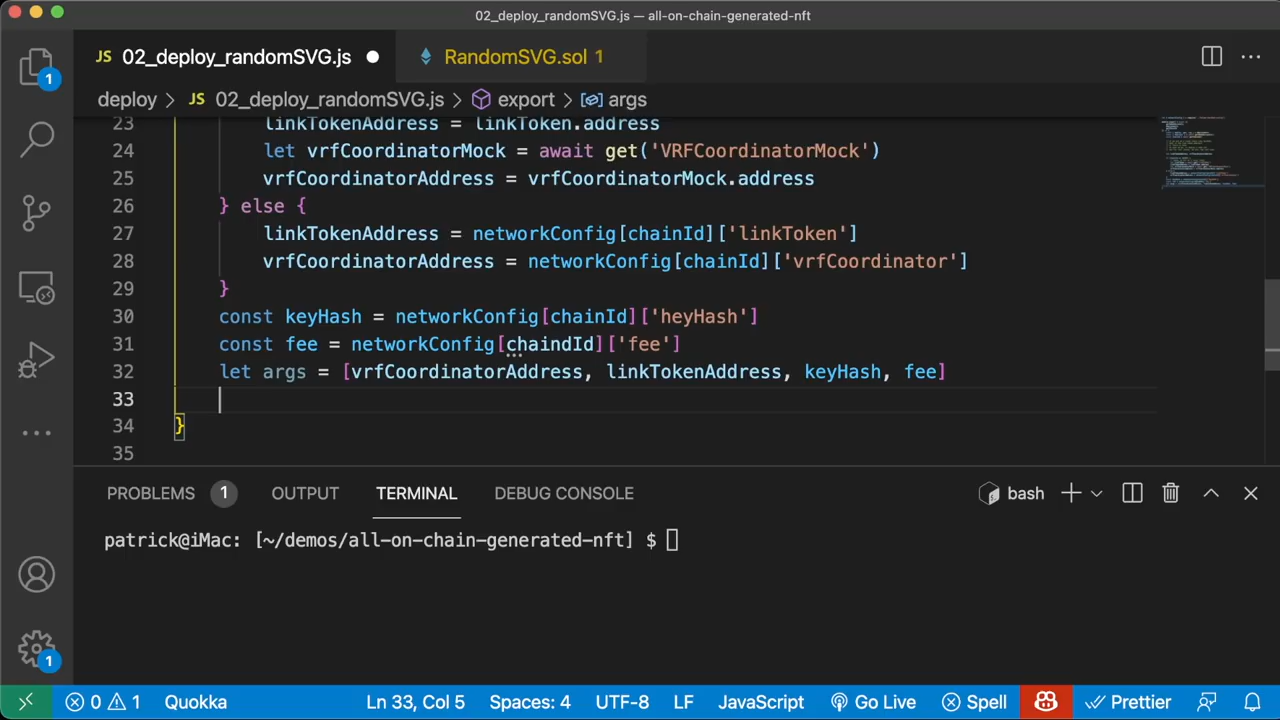 02_deploy_randomSVG.js — all-on-chain-generated-nft
JS 02_deploy_randomSVG.js
RandomSVG.sol 1
deploy > JS 02_deploy_randomSVG.js > export > args
23 linkTokenAddress = linkToken.address
24 let vrfCoordinatorMock = await get('VRFCoordinatorMock')
25 vrfCoordinatorAddress = vrfCoordinatorMock.address
26 } else {
27 linkTokenAddress = networkConfig[chainId]['linkToken']
28 vrfCoordinatorAddress = networkConfig[chainId]['vrfCoordinator']
29 }
30 const keyHash = networkConfig[chainId]['heyHash']
31 const fee = networkConfig[chaindId]['fee']
32 let args = [vrfCoordinatorAddress, linkTokenAddress, keyHash, fee]
33
34 }
35
1
PROBLEMS 1 OUTPUT TERMINAL DEBUG CONSOLE bash
patrick@iMac: [~/demos/all-on-chain-generated-nft] $
1
0 1 Quokka Ln 33, Col 5 Spaces: 4 UTF-8 LF JavaScript Go Live Spell Prettier